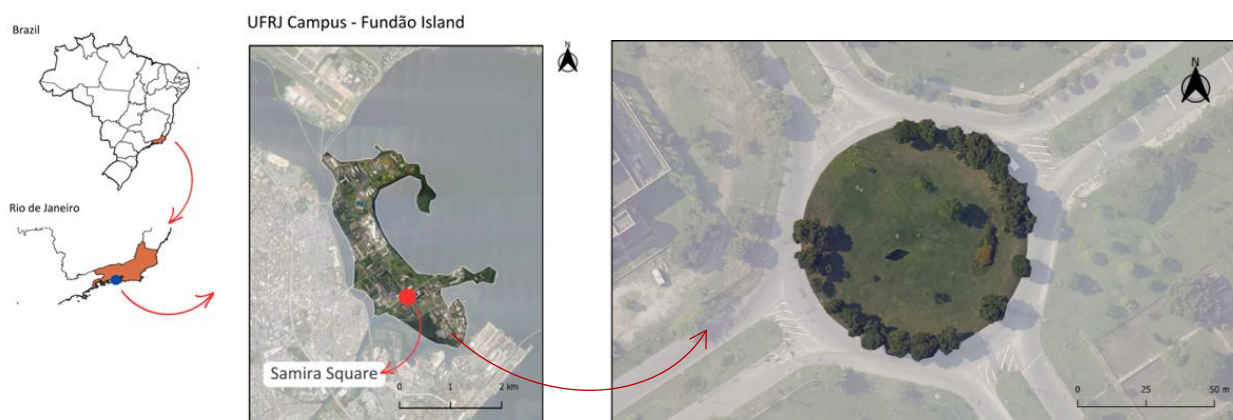 UFRJ Campus - Fundão Island
Brazil
Rio de Janeiro
N
Samira Square
0 1 2 km
N
0 25 50 m